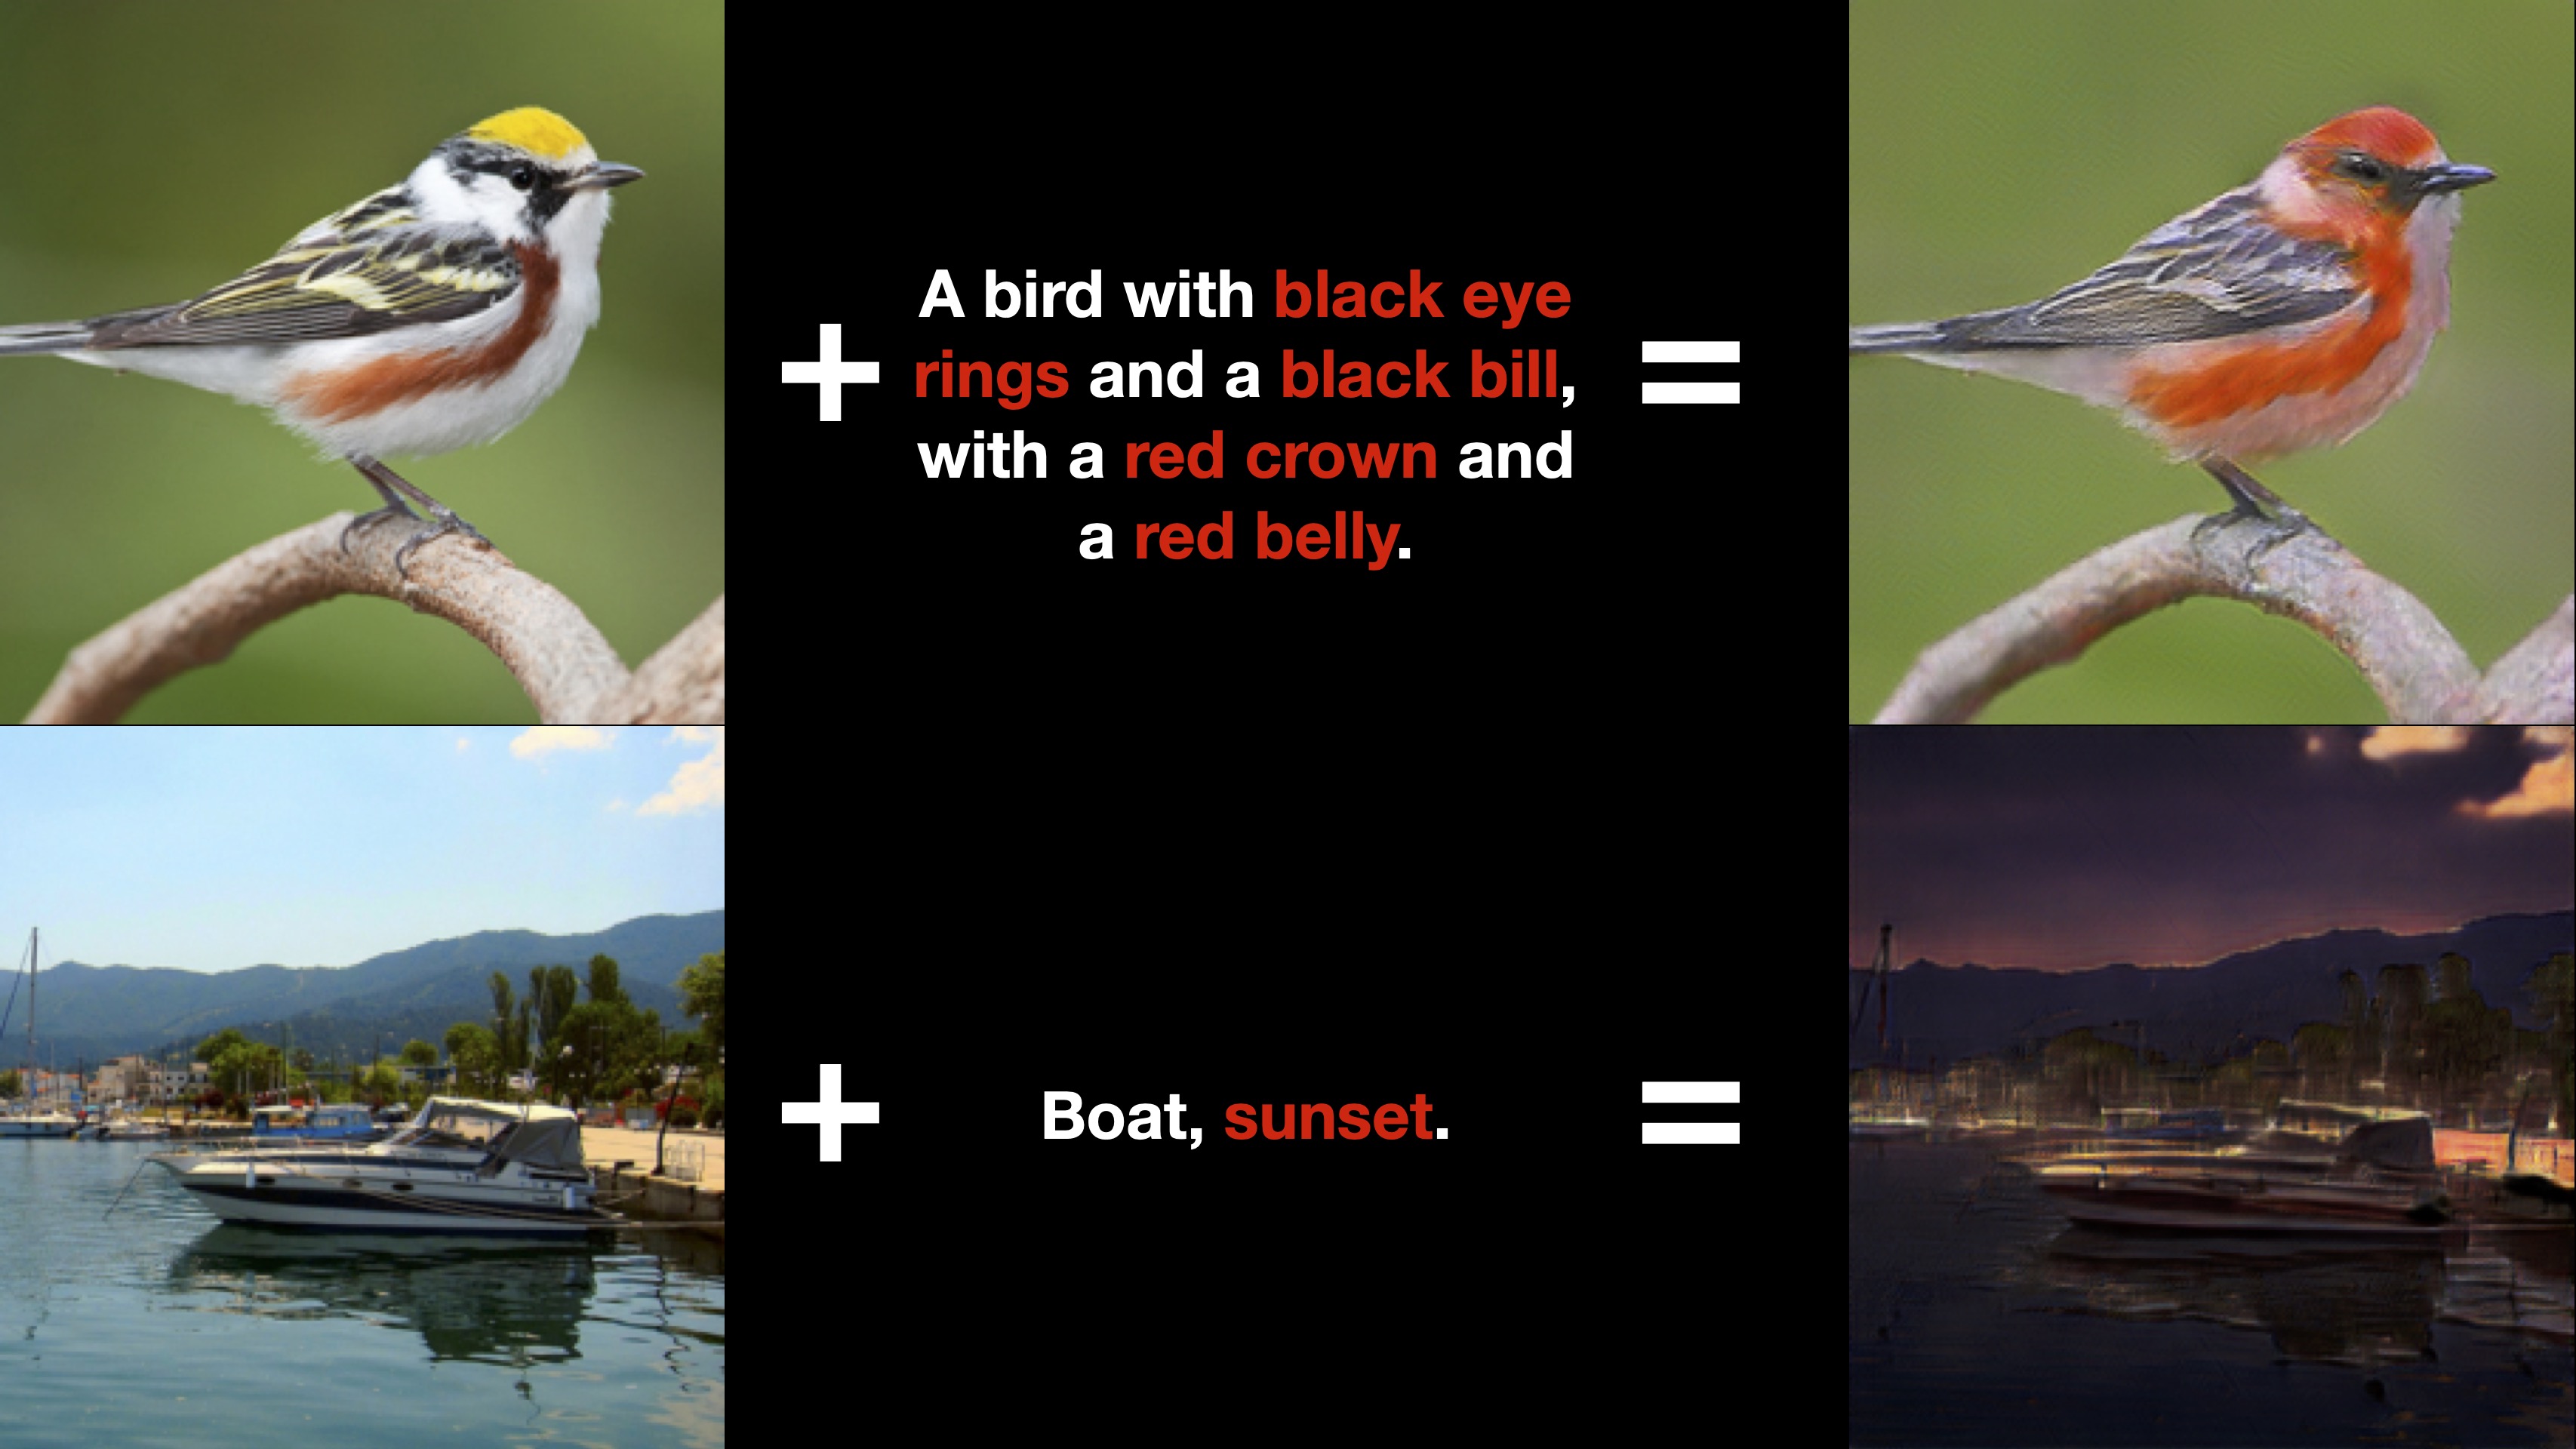 A bird with black eye
+ rings and a black bill, =
with a red crown and
a red belly.
+ Boat, sunset. =